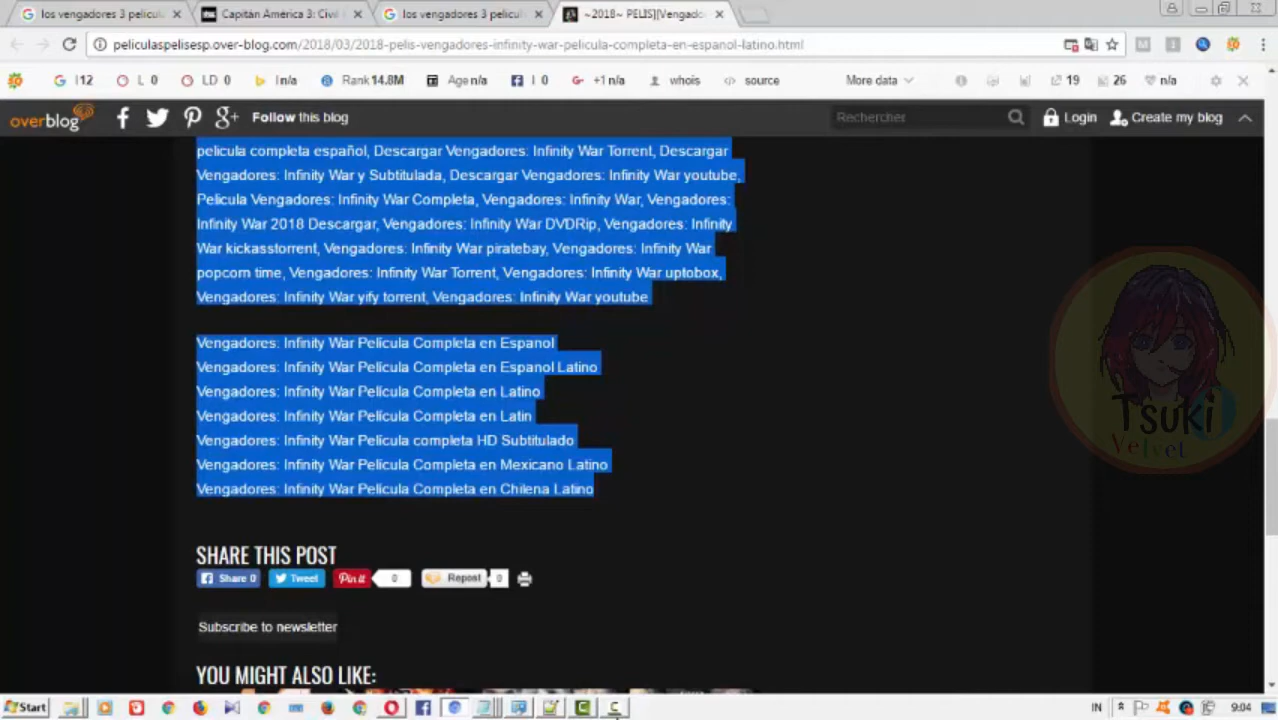 los vengadores 3 pelicul
Capitán América 3: Civil
los vengadores 3 pelicul
~2018~ PELIS][Vengado
peliculaspelisesp.over-blog.com/2018/03/2018-pelis-vengadores-infinity-war-pelicula-completa-en-espanol-latino.html
I 12
L 0
LD 0
I n/a
Rank 14.8M
Age n/a
I 0
+1 n/a
whois
source
More data
19
26
n/a
overblog
Follow this blog
Rechercher
Login
Create my blog
pelicula completa español, Descargar Vengadores: Infinity War Torrent, Descargar
Vengadores: Infinity War y Subtitulada, Descargar Vengadores: Infinity War youtube,
Pelicula Vengadores: Infinity War Completa, Vengadores: Infinity War, Vengadores:
Infinity War 2018 Descargar, Vengadores: Infinity War DVDRip, Vengadores: Infinity
War kickasstorrent, Vengadores: Infinity War piratebay, Vengadores: Infinity War
popcorn time, Vengadores: Infinity War Torrent, Vengadores: Infinity War uptobox,
Vengadores: Infinity War yify torrent, Vengadores: Infinity War youtube
Vengadores: Infinity War Película Completa en Espanol
Vengadores: Infinity War Película Completa en Espanol Latino
Vengadores: Infinity War Película Completa en Latino
Vengadores: Infinity War Película Completa en Latin
Vengadores: Infinity War Película completa HD Subtitulado
Vengadores: Infinity War Película Completa en Mexicano Latino
Vengadores: Infinity War Película Completa en Chilena Latino
Tsuki
Velvet
SHARE THIS POST
Share 0
Tweet
Pin it
0
Repost
0
Subscribe to newsletter
YOU MIGHT ALSO LIKE:
Start
IN
9:04